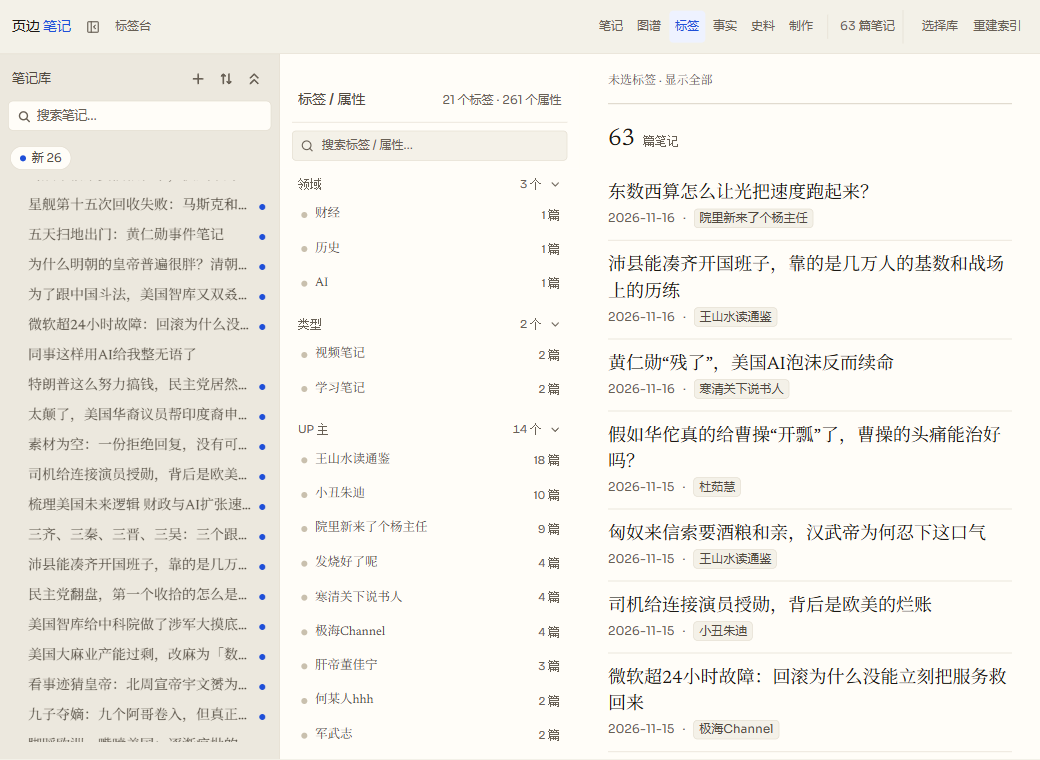 页边 笔记 标签台 笔记 图谱 标签 事实 史料 制作 63 篇笔记 选择库 重建索引
笔记库
搜索笔记...
新 26
星舰第十五次回收失败：马斯克和...
五天扫地出门：黄仁勋事件笔记
为什么明朝的皇帝普遍很胖？清朝...
为了跟中国斗法，美国智库又双叒...
微软超24小时故障：回滚为什么没...
同事这样用AI给我整无语了
特朗普这么努力搞钱，民主党居然...
太颠了，美国华裔议员帮印度裔申...
素材为空：一份拒绝回复，没有可...
司机给连接演员授勋，背后是欧美...
梳理美国未来逻辑 财政与AI扩张速...
三齐、三秦、三晋、三吴：三个跟...
沛县能凑齐开国班子，靠的是几万...
民主党翻盘，第一个收拾的怎么是...
美国智库给中科院做了涉军大摸底...
美国大麻业产能过剩，改麻为「数...
看事迹猜皇帝：北周宣帝宇文赟为...
九子夺嫡：九个阿哥卷入，但真正...
标签 / 属性 21 个标签 · 261 个属性
搜索标签 / 属性...
领域 3 个
财经 1 篇
历史 1 篇
AI 1 篇
类型 2 个
视频笔记 2 篇
学习笔记 2 篇
UP 主 14 个
王山水读通鉴 18 篇
小丑朱迪 10 篇
院里新来了个杨主任 9 篇
发烧好了呢 4 篇
寒清关下说书人 4 篇
极海Channel 4 篇
肝帝董佳宁 3 篇
何某人hhh 2 篇
军武志 2 篇
未选标签 · 显示全部
63 篇笔记
东数西算怎么让光把速度跑起来？
2026-11-16 · 院里新来了个杨主任
沛县能凑齐开国班子，靠的是几万人的基数和战场
上的历练
2026-11-16 · 王山水读通鉴
黄仁勋“残了”，美国AI泡沫反而续命
2026-11-16 · 寒清关下说书人
假如华佗真的给曹操“开瓢”了，曹操的头痛能治好
吗？
2026-11-15 · 杜茹慧
匈奴来信索要酒粮和亲，汉武帝为何忍下这口气
2026-11-15 · 王山水读通鉴
司机给连接演员授勋，背后是欧美的烂账
2026-11-15 · 小丑朱迪
微软超24小时故障：回滚为什么没能立刻把服务救
回来
2026-11-15 · 极海Channel